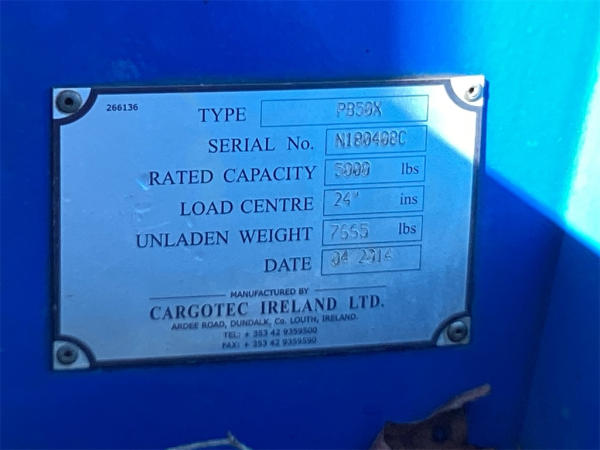 266136
TYPE PB50X
SERIAL No. N180408C
RATED CAPACITY 5000 lbs
LOAD CENTRE 24" ins
UNLADEN WEIGHT lbs
DATE 04 2014
MANUFACTURED BY
CARGOTEC IRELAND LTD.
ARDEE ROAD, DUNDALK, Co. LOUTH, IRELAND.
TEL: + 353 42 9359500
FAX: + 353 42 9359590